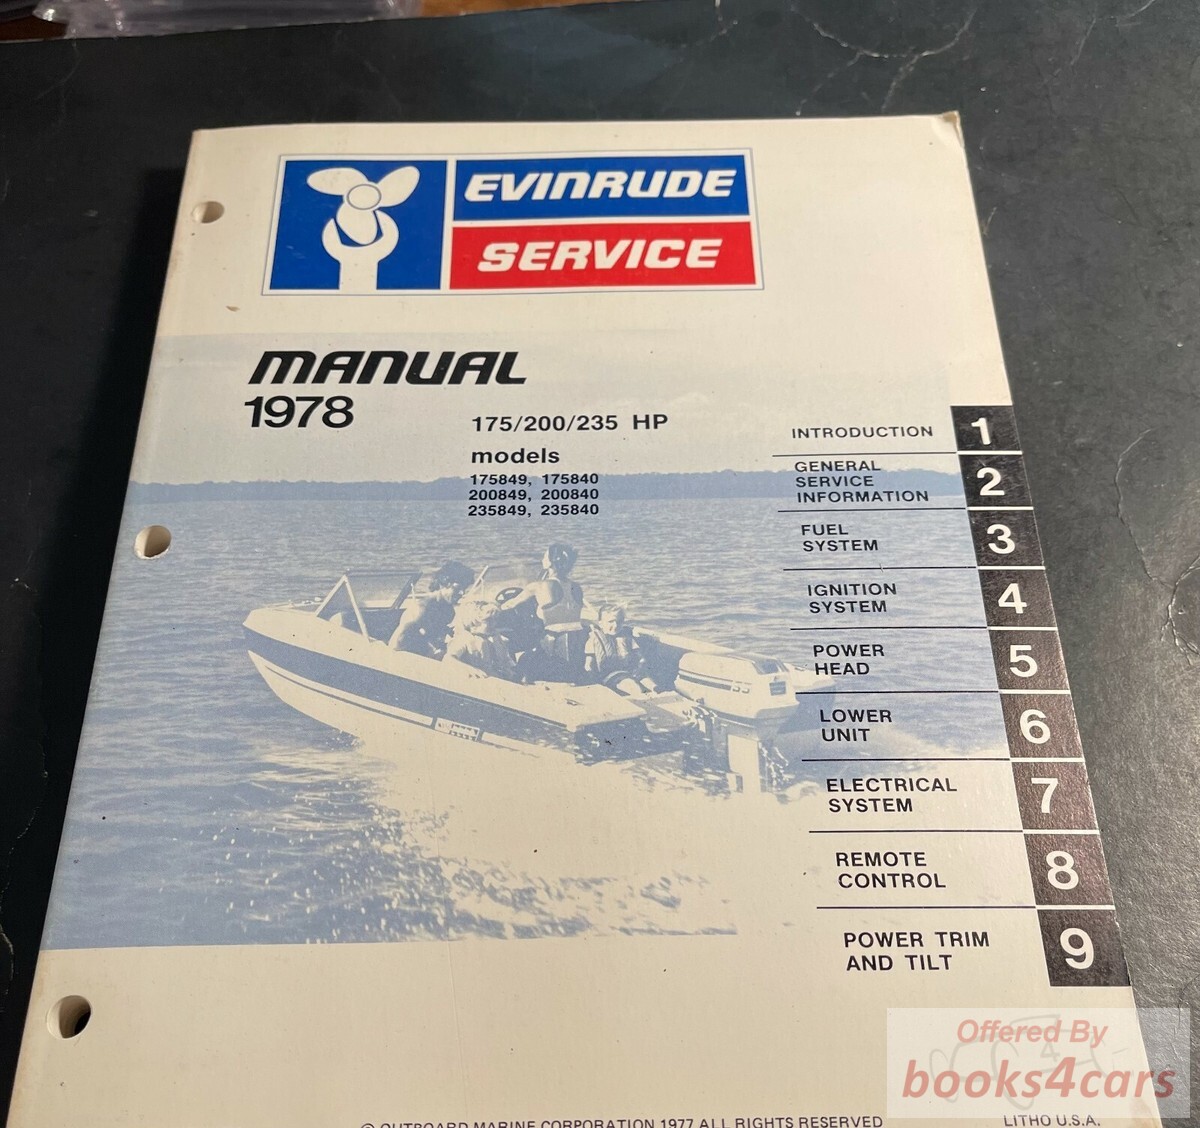 EVINRUDE
SERVICE
MANUAL
1978
175/200/235 HP
models
175849, 175840
200849, 200840
235849, 235840
INTRODUCTION 1
GENERAL
SERVICE
INFORMATION 2
FUEL
SYSTEM 3
IGNITION
SYSTEM 4
POWER
HEAD 5
LOWER
UNIT 6
ELECTRICAL
SYSTEM 7
REMOTE
CONTROL 8
POWER TRIM
AND TILT 9
© OUTBOARD MARINE CORPORATION 1977 ALL RIGHTS RESERVED
LITHO U.S.A.
Offered By
books4cars